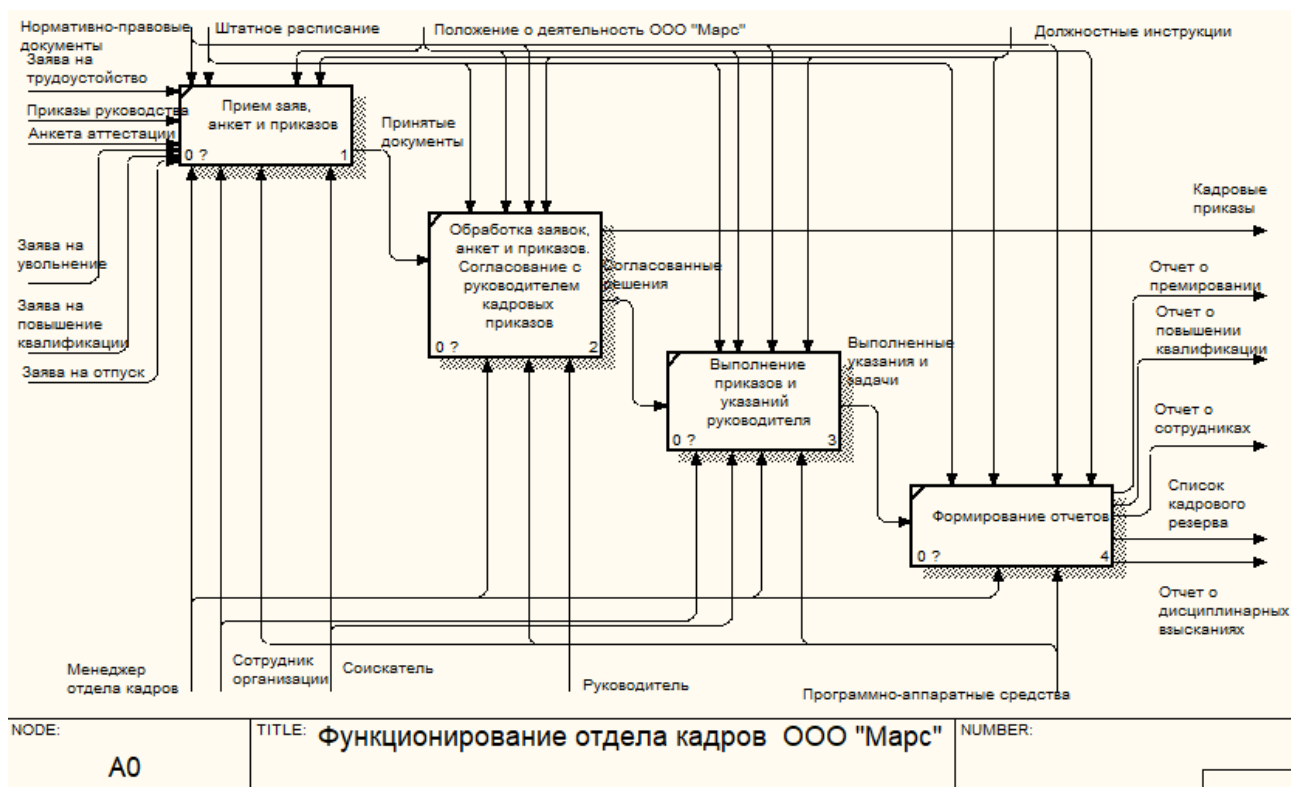 Нормативно-правовые
документы
Штатное расписание
Положение о деятельность ООО "Марс"
Должностные инструкции
Заява на
трудоустойство
Приказы руководства
Анкета аттестации
Прием заяв,
анкет и приказов
0 ?
1
Принятые
документы
Заява на
увольнение
Заява на
повышение
квалификации
Заява на отпуск
Обработка заявок,
анкет и приказов.
Согласование с
руководителем
кадровых
приказов
0 ?
2
Кадровые
приказы
Согласованные
решения
Выполнение
приказов и
указаний
руководителя
0 ?
3
Выполненные
указания и
задачи
Отчет о
премировании
Отчет о
повышении
квалификации
Отчет о
сотрудниках
Список
кадрового
резерва
Формирование отчетов
0 ?
4
Отчет о
дисциплинарных
взысканиях
Менеджер
отдела кадров
Сотрудник
организации
Соискатель
Руководитель
Программно-аппаратные средства
NODE:
A0
TITLE:
Функционирование отдела кадров ООО "Марс"
NUMBER: